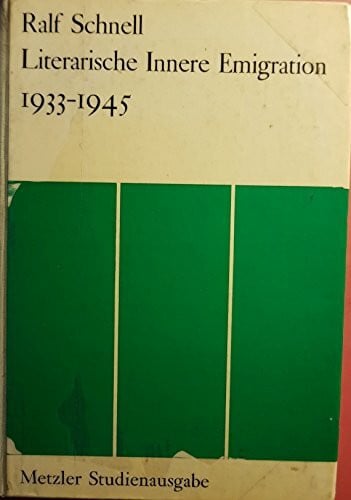 Ralf Schnell
Literarische Innere Emigration
1933-1945
Metzler Studienausgabe